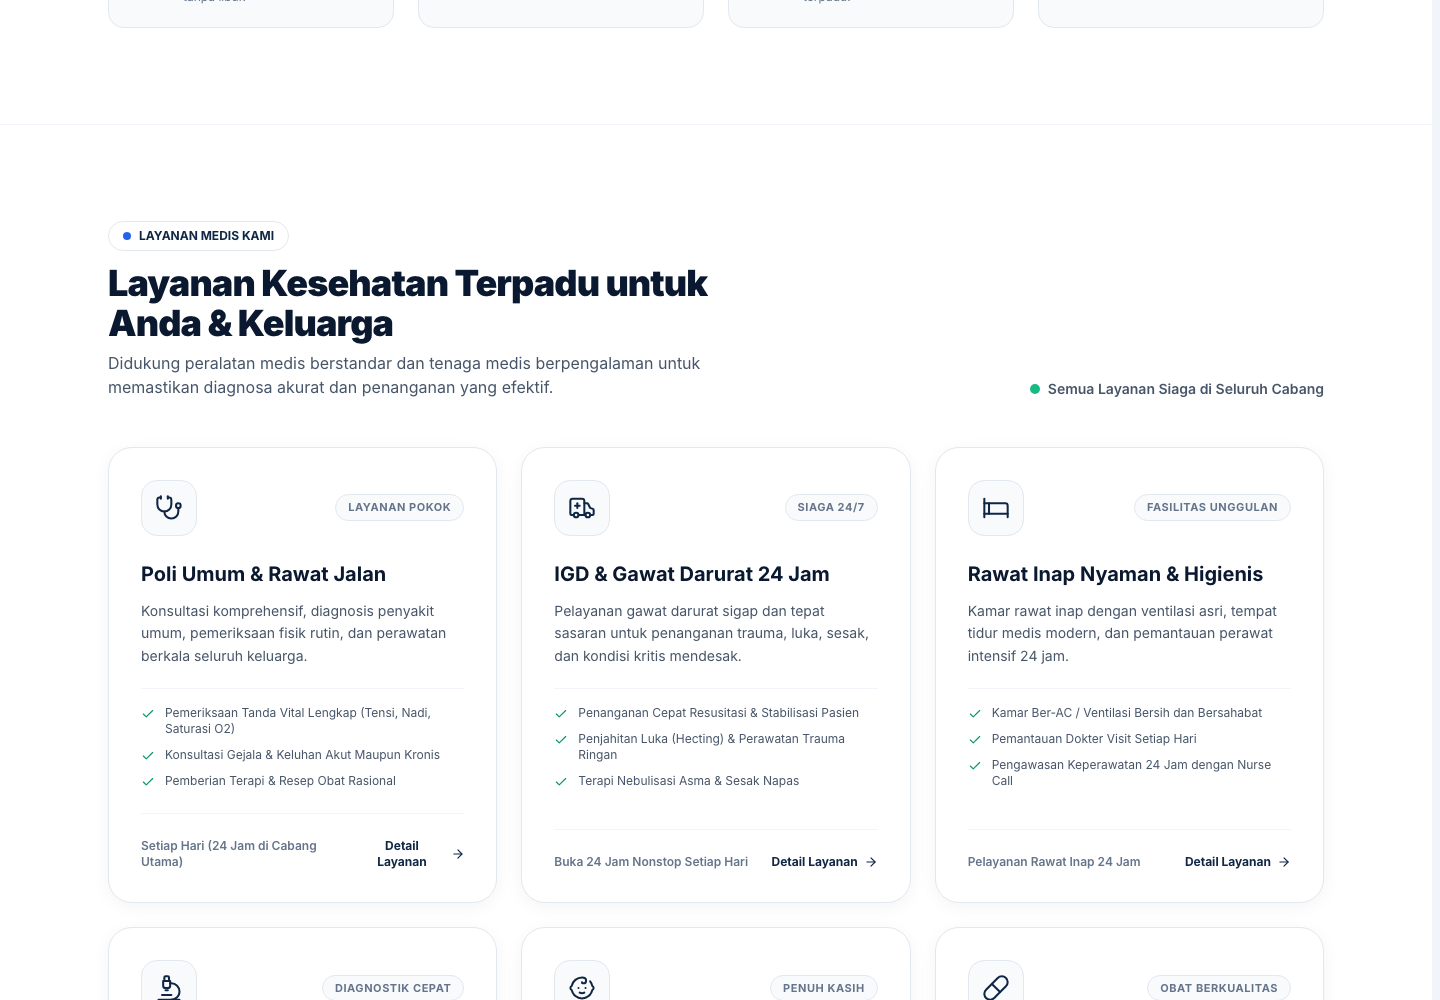 LAYANAN MEDIS KAMI
Layanan Kesehatan Terpadu untuk
Anda & Keluarga
Didukung peralatan medis berstandar dan tenaga medis berpengalaman untuk
memastikan diagnosa akurat dan penanganan yang efektif.
Semua Layanan Siaga di Seluruh Cabang
LAYANAN POKOK
Poli Umum & Rawat Jalan
Konsultasi komprehensif, diagnosis penyakit
umum, pemeriksaan fisik rutin, dan perawatan
berkala seluruh keluarga.
Pemeriksaan Tanda Vital Lengkap (Tensi, Nadi,
Saturasi O2)
Konsultasi Gejala & Keluhan Akut Maupun Kronis
Pemberian Terapi & Resep Obat Rasional
Setiap Hari (24 Jam di Cabang
Utama)
Detail
Layanan
SIAGA 24/7
IGD & Gawat Darurat 24 Jam
Pelayanan gawat darurat sigap dan tepat
sasaran untuk penanganan trauma, luka, sesak,
dan kondisi kritis mendesak.
Penanganan Cepat Resusitasi & Stabilisasi Pasien
Penjahitan Luka (Hecting) & Perawatan Trauma
Ringan
Terapi Nebulisasi Asma & Sesak Napas
Buka 24 Jam Nonstop Setiap Hari
Detail Layanan
FASILITAS UNGGULAN
Rawat Inap Nyaman & Higienis
Kamar rawat inap dengan ventilasi asri, tempat
tidur medis modern, dan pemantauan perawat
intensif 24 jam.
Kamar Ber-AC / Ventilasi Bersih dan Bersahabat
Pemantauan Dokter Visit Setiap Hari
Pengawasan Keperawatan 24 Jam dengan Nurse
Call
Pelayanan Rawat Inap 24 Jam
Detail Layanan
DIAGNOSTIK CEPAT
PENUH KASIH
OBAT BERKUALITAS